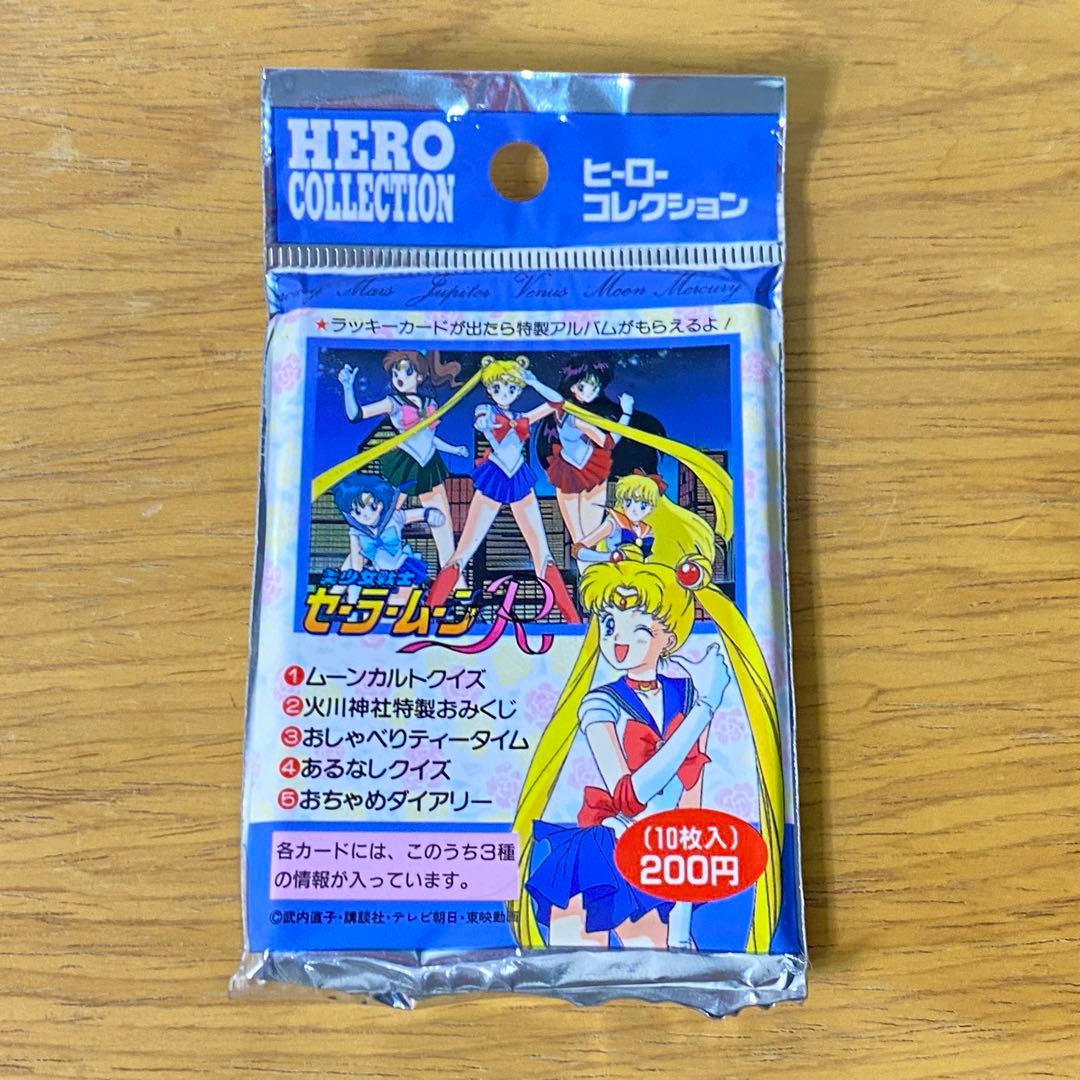 HERO
COLLECTION
ヒーロー
コレクション
Mars Jupiter Venus Moon Mercury
★ラッキーカードが出たら特製アルバムがもらえるよ!
美少女戦士
セーラームーンR
①ムーンカルトクイズ
②火川神社特製おみくじ
③おしゃべりティータイム
④あるなしクイズ
⑤おちゃめダイアリー
(10枚入)
200円
各カードには、このうち3種
の情報が入っています。
©武内直子・講談社・テレビ朝日・東映動画